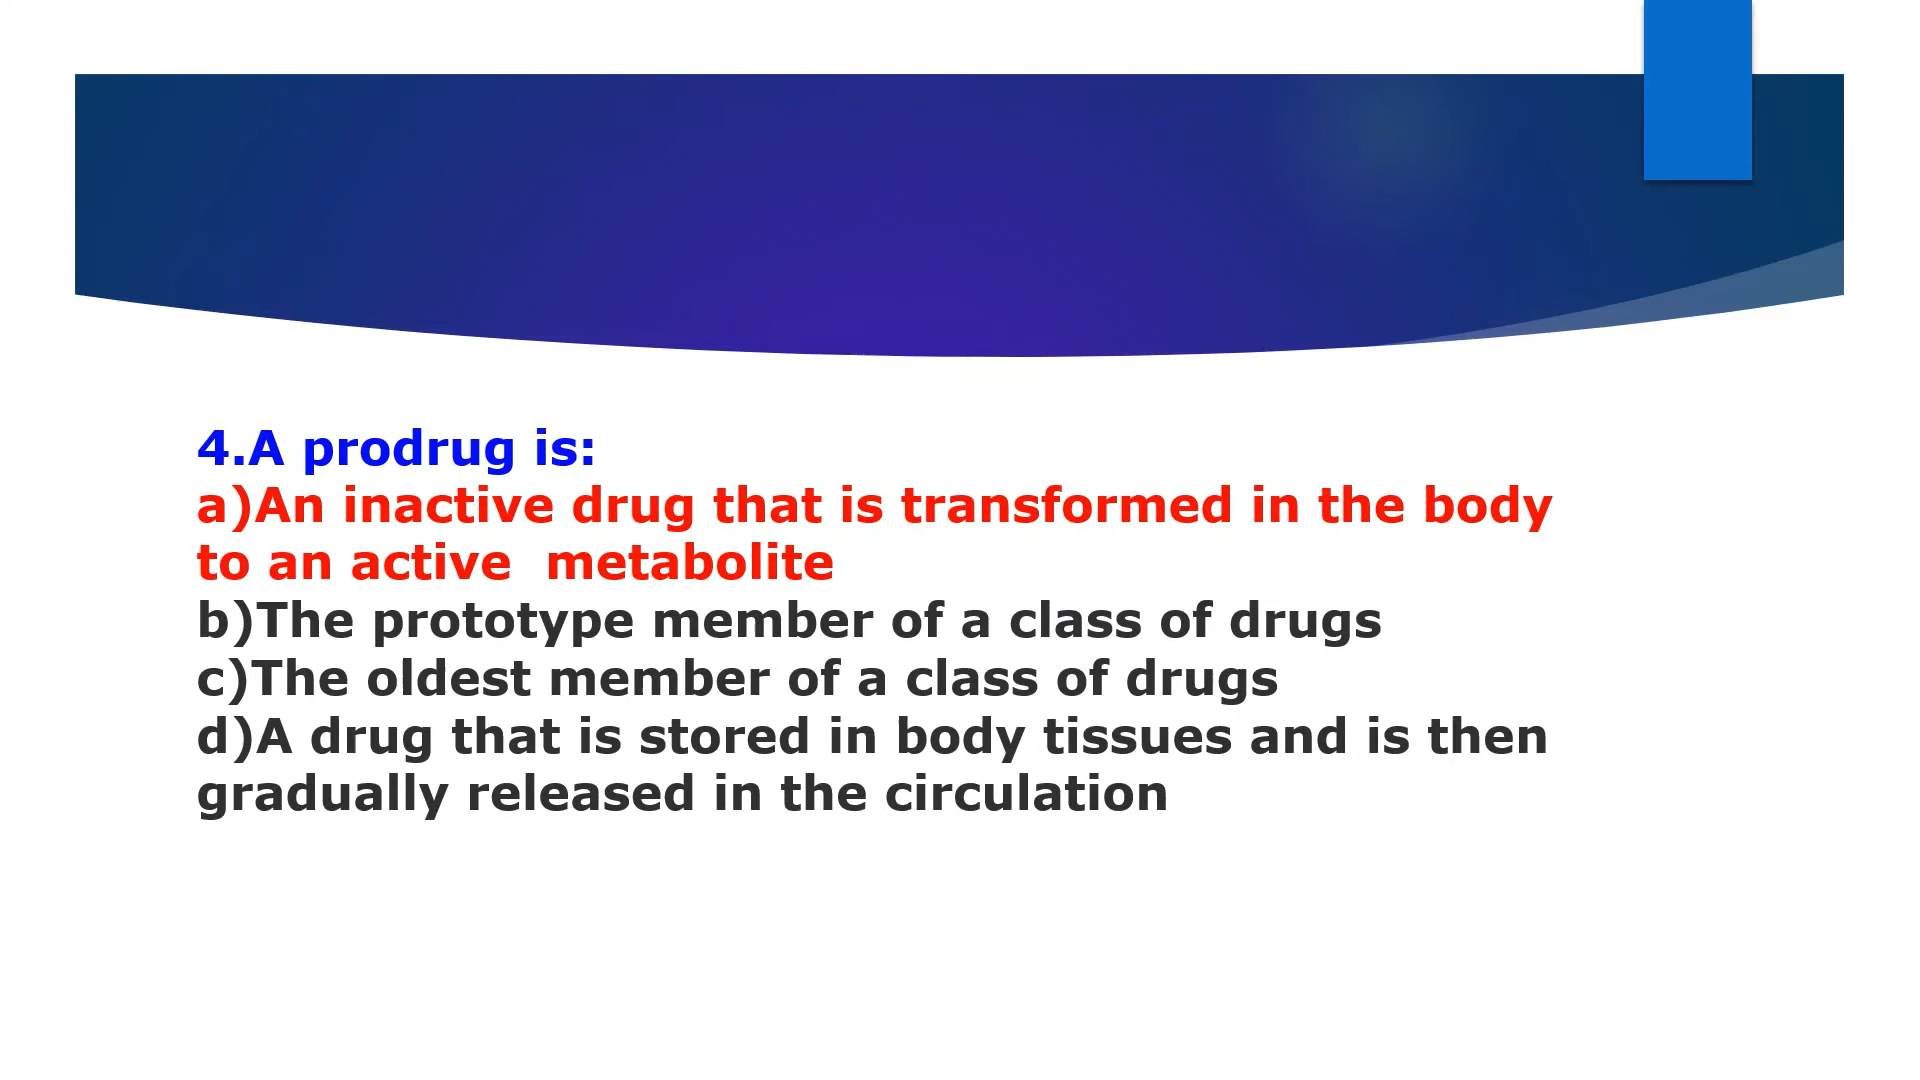 4.A prodrug is:
a)An inactive drug that is transformed in the body
to an active  metabolite
b)The prototype member of a class of drugs
c)The oldest member of a class of drugs
d)A drug that is stored in body tissues and is then
gradually released in the circulation